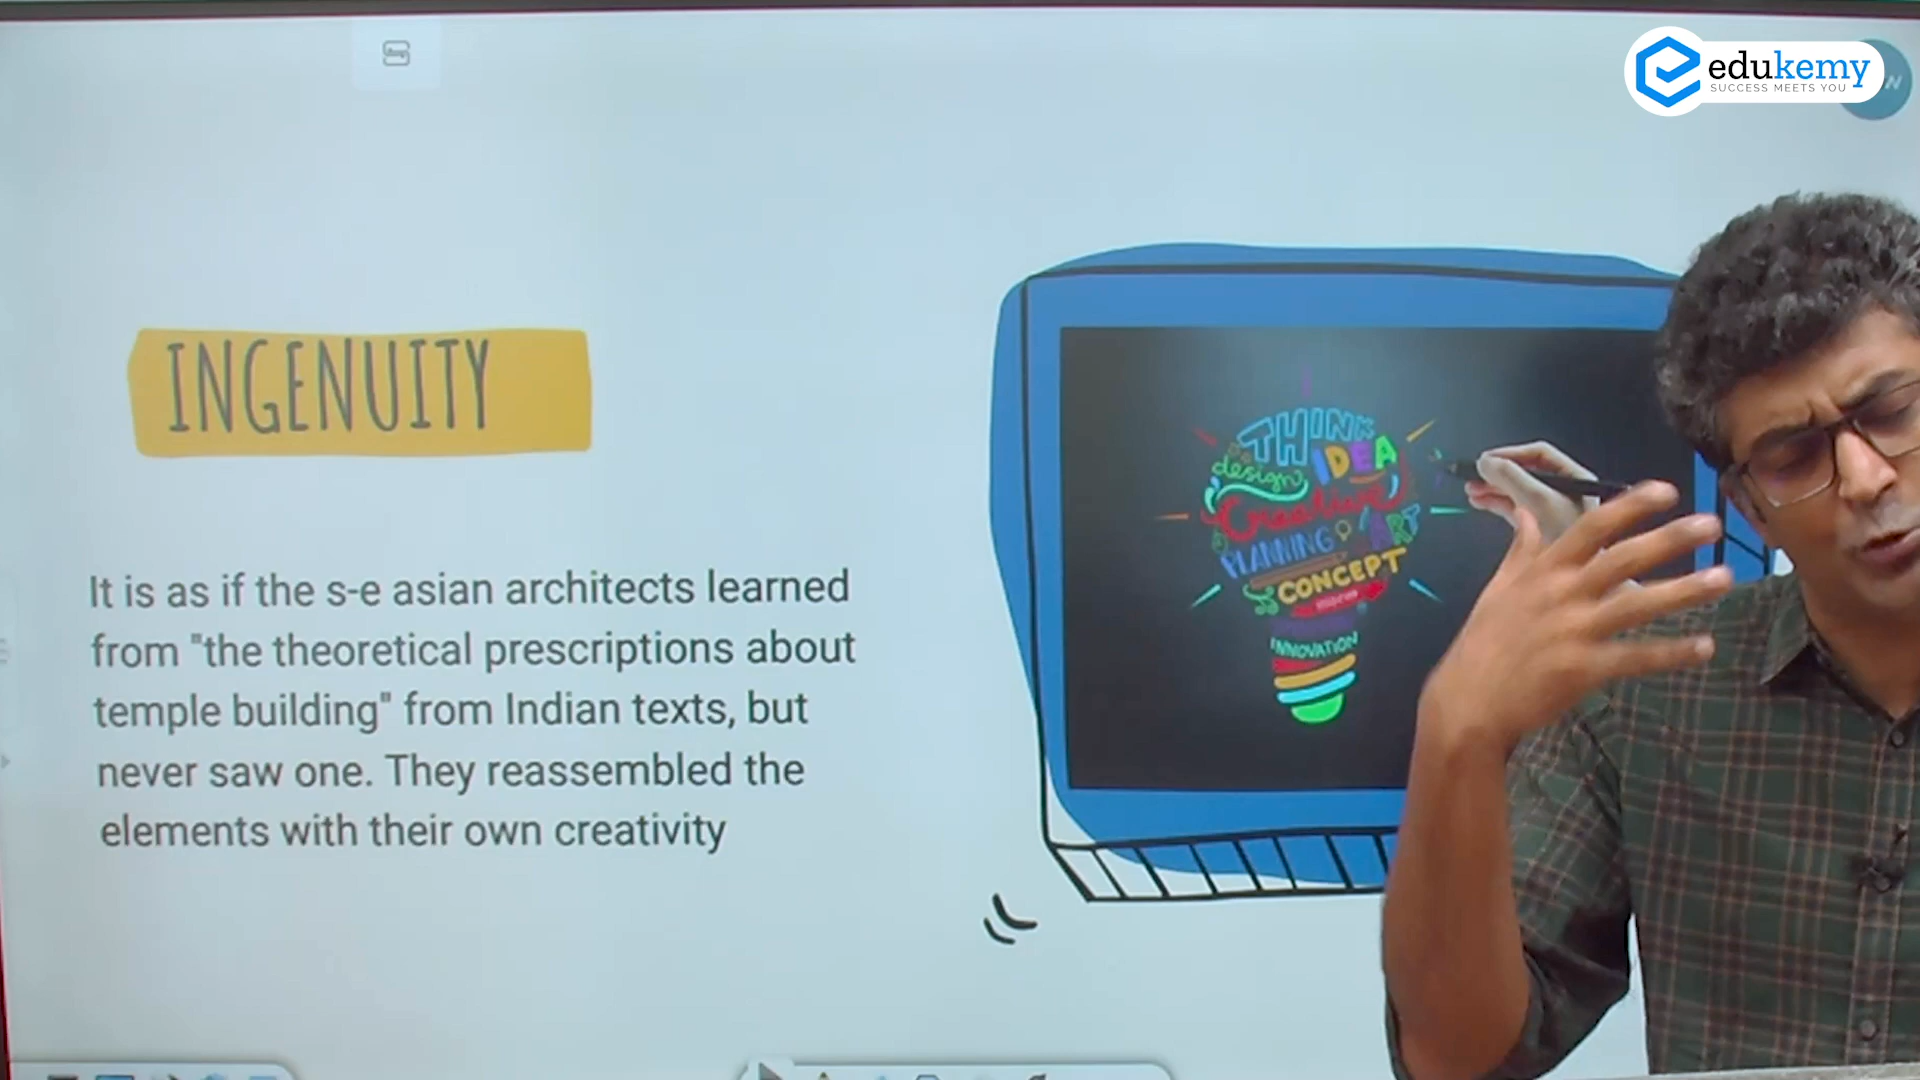 edukemy
SUCCESS MEETS YOU
INGENUITY
It is as if the s-e asian architects learned
from "the theoretical prescriptions about
temple building" from Indian texts, but
never saw one. They reassembled the
elements with their own creativity
THINK
IDEA
design
Creative
PLANNING
ART
CONCEPT
INNOVATION